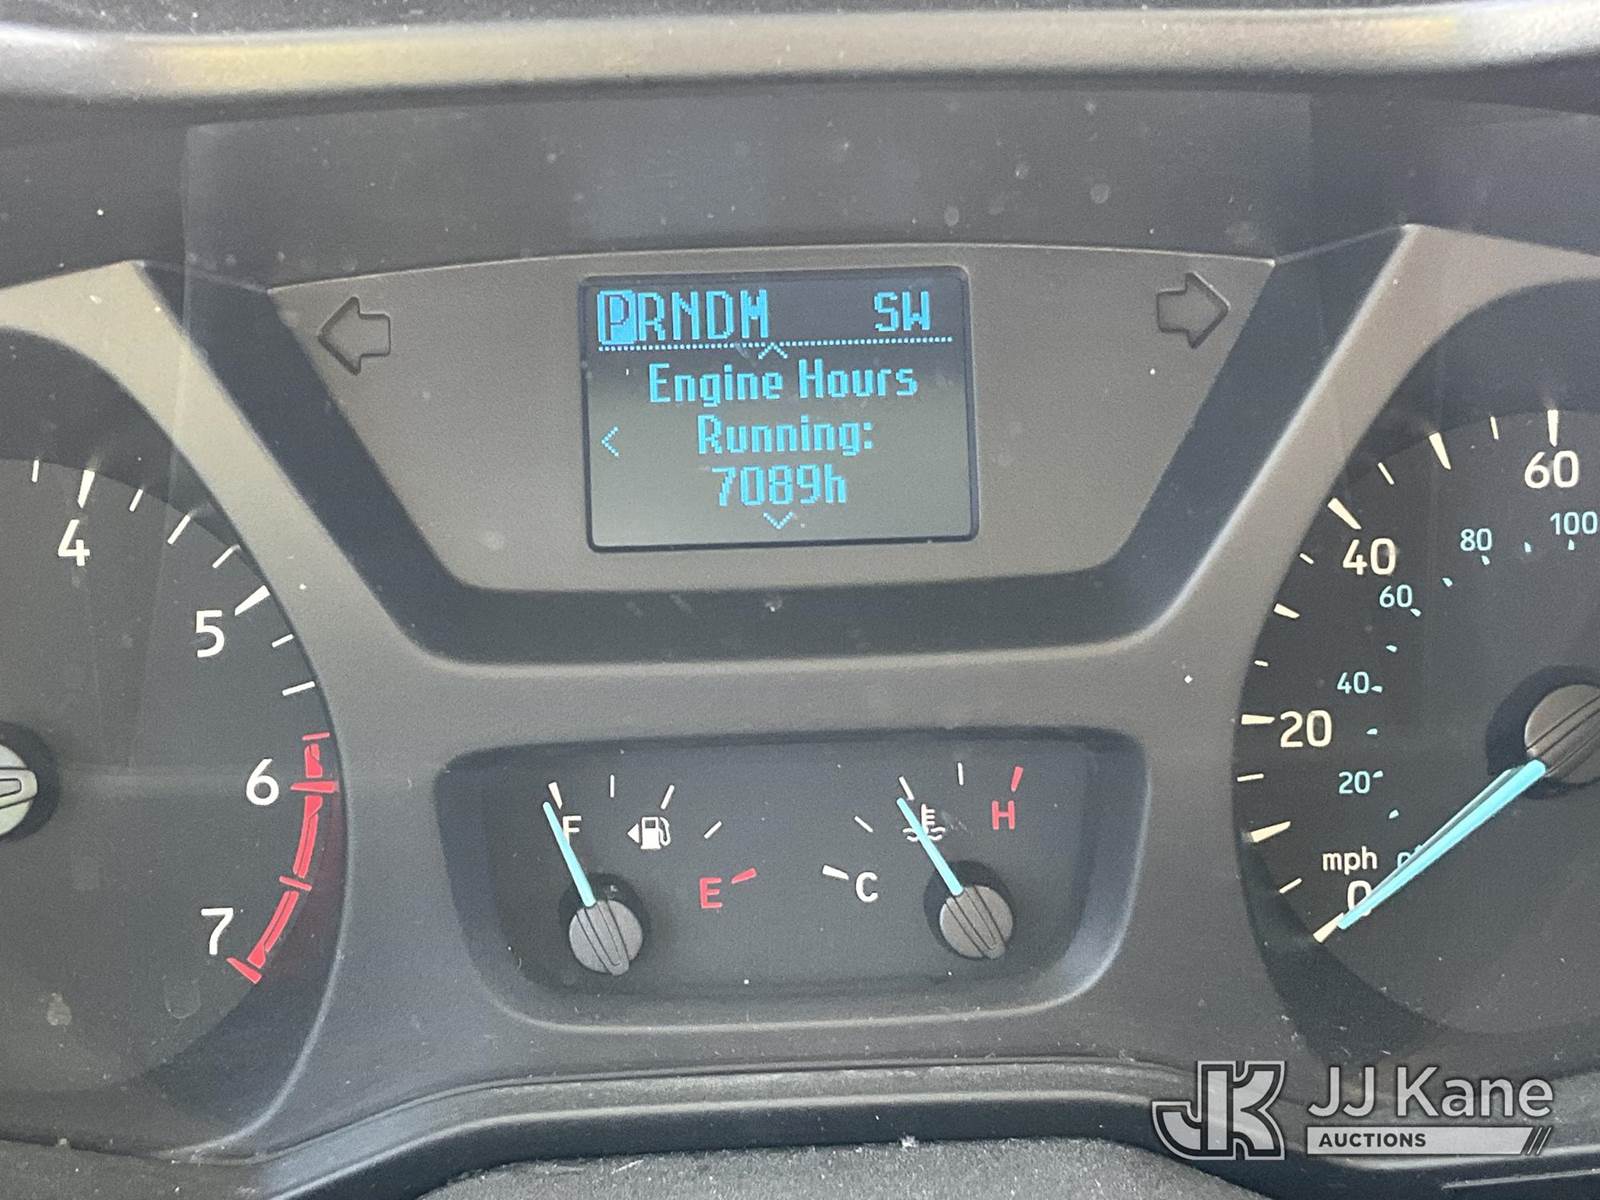 PRNDM SW
Engine Hours
Running:
7089h
4
5
6
7
F
E
C
H
0
20
40
60
mph
20
40
60
80
100
JK JJ Kane
AUCTIONS